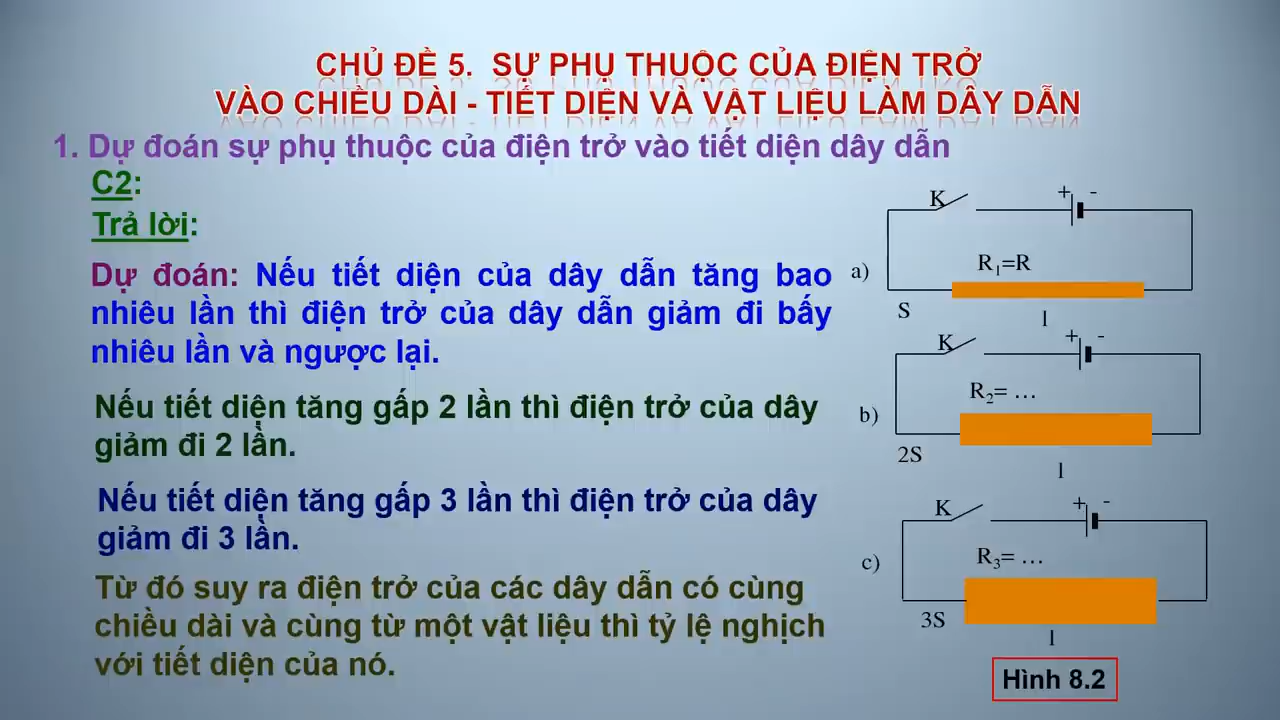 CHỦ ĐỀ 5. SỰ PHỤ THUỘC CỦA ĐIỆN TRỞ
VÀO CHIỀU DÀI - TIẾT DIỆN VÀ VẬT LIỆU LÀM DÂY DẪN
1. Dự đoán sự phụ thuộc của điện trở vào tiết diện dây dẫn
C2:
Trả lời:
Dự đoán: Nếu tiết diện của dây dẫn tăng bao
nhiêu lần thì điện trở của dây dẫn giảm đi bấy
nhiêu lần và ngược lại.
Nếu tiết diện tăng gấp 2 lần thì điện trở của dây
giảm đi 2 lần.
Nếu tiết diện tăng gấp 3 lần thì điện trở của dây
giảm đi 3 lần.
Từ đó suy ra điện trở của các dây dẫn có cùng
chiều dài và cùng từ một vật liệu thì tỷ lệ nghịch
với tiết diện của nó.
K + -
R₁=R
a)
S l
K + -
R₂= …
b)
2S l
K + -
R₃= …
c)
3S l
Hình 8.2